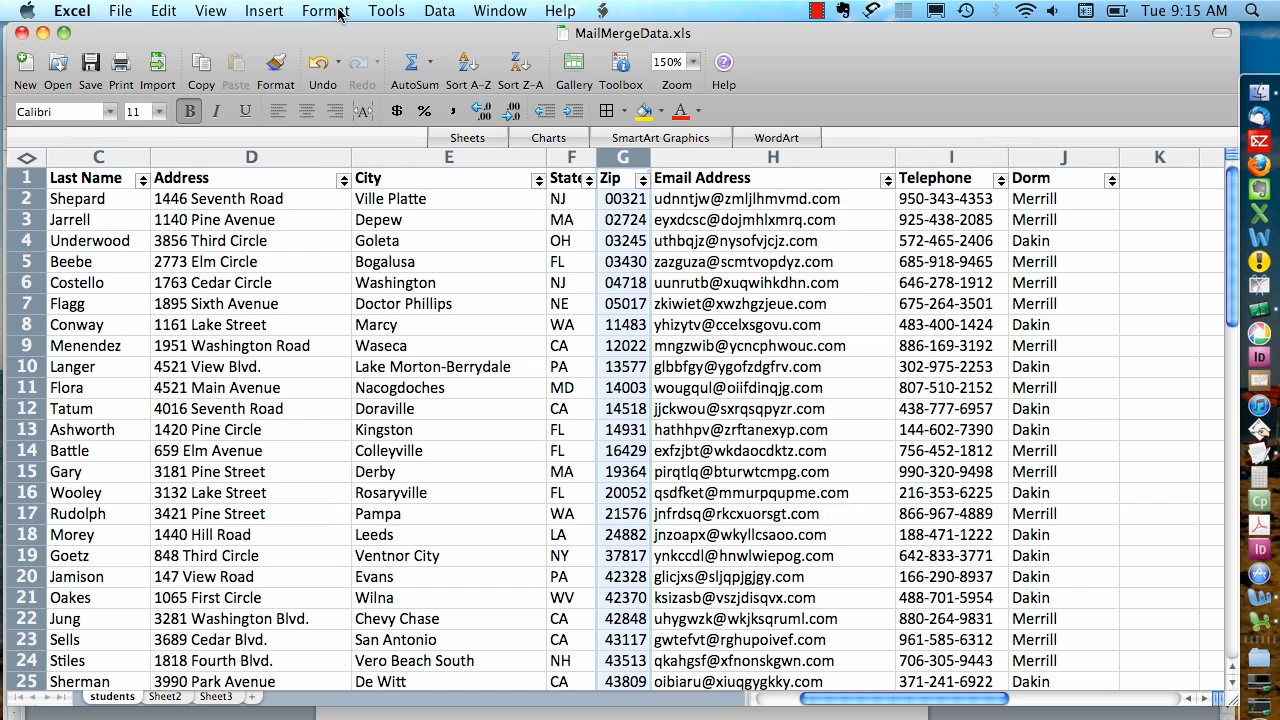 Excel File Edit View Insert Format Tools Data Window Help Tue 9:15 AM
MailMergeData.xls
150%
New Open Save Print Import Copy Paste Format Undo Redo AutoSum Sort A-Z Sort Z-A Gallery Toolbox Zoom Help
Calibri 11 B I U $ % ,
Sheets Charts SmartArt Graphics WordArt
C D E F G H I J K
1 Last Name Address City State Zip Email Address Telephone Dorm
2 Shepard 1446 Seventh Road Ville Platte NJ 00321 udnntjw@zmljlhmvmd.com 950-343-4353 Merrill
3 Jarrell 1140 Pine Avenue Depew MA 02724 eyxdcsc@dojmhlxmrq.com 925-438-2085 Merrill
4 Underwood 3856 Third Circle Goleta OH 03245 uthbqjz@nysofvjcjz.com 572-465-2406 Dakin
5 Beebe 2773 Elm Circle Bogalusa FL 03430 zazguza@scmtvopdyz.com 685-918-9465 Merrill
6 Costello 1763 Cedar Circle Washington NJ 04718 uunrutb@xuqwihkdhn.com 646-278-1912 Merrill
7 Flagg 1895 Sixth Avenue Doctor Phillips NE 05017 zkiwiet@xwzhgzjeue.com 675-264-3501 Merrill
8 Conway 1161 Lake Street Marcy WA 11483 yhizytv@ccelxsgovu.com 483-400-1424 Dakin
9 Menendez 1951 Washington Road Waseca CA 12022 mngzwib@ycncphwouc.com 886-169-3192 Merrill
10 Langer 4521 View Blvd. Lake Morton-Berrydale PA 13577 glbbfgy@ygofzdgfrv.com 302-975-2253 Dakin
11 Flora 4521 Main Avenue Nacogdoches MD 14003 wougqul@oiifdinqjg.com 807-510-2152 Merrill
12 Tatum 4016 Seventh Road Doraville CA 14518 jjckwou@sxrqsqpyzr.com 438-777-6957 Dakin
13 Ashworth 1420 Pine Circle Kingston FL 14931 hathhpv@zrftanexyp.com 144-602-7390 Dakin
14 Battle 659 Elm Avenue Colleyville FL 16429 exfzjbt@wkdaocdktz.com 756-452-1812 Merrill
15 Gary 3181 Pine Street Derby MA 19364 pirqtlq@bturwtcmpg.com 990-320-9498 Merrill
16 Wooley 3132 Lake Street Rosaryville FL 20052 qsdfket@mmurpqupme.com 216-353-6225 Dakin
17 Rudolph 3421 Pine Street Pampa WA 21576 jnfrdsq@rkcxuorsgt.com 866-967-4889 Merrill
18 Morey 1440 Hill Road Leeds LA 24882 jnzoapx@wkyllcsaoo.com 188-471-1222 Dakin
19 Goetz 848 Third Circle Ventnor City NY 37817 ynkccdl@hnwlwiepog.com 642-833-3771 Dakin
20 Jamison 147 View Road Evans PA 42328 glicjxs@sljqpjgjgy.com 166-290-8937 Dakin
21 Oakes 1065 First Circle Wilna WV 42370 ksizasb@vszjdisqvx.com 488-701-5954 Dakin
22 Jung 3281 Washington Blvd. Chevy Chase CA 42848 uhygwzk@wkjksqruml.com 880-264-9831 Merrill
23 Sells 3689 Cedar Blvd. San Antonio CA 43117 gwtefvt@rghupoivef.com 961-585-6312 Merrill
24 Stiles 1818 Fourth Blvd. Vero Beach South NH 43513 qkahgsf@xfnonskgwn.com 706-305-9443 Merrill
25 Sherman 3990 Park Avenue De Witt CA 43809 oibiaru@xiuqgygkky.com 371-241-6922 Dakin
students Sheet2 Sheet3